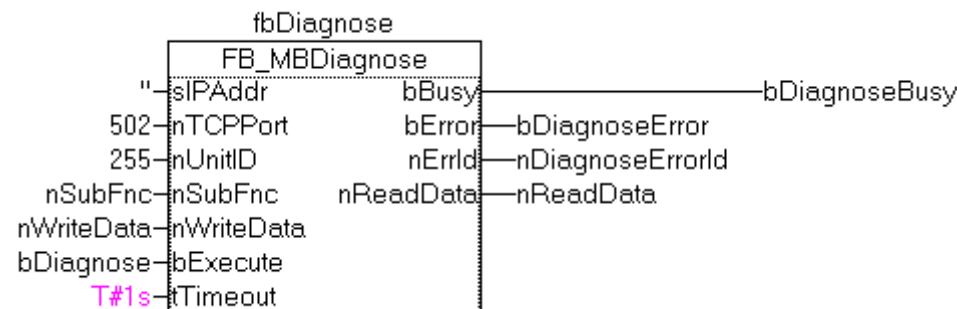 fbDiagnose
FB_MBDiagnose
'' sIPAddr bBusy bDiagnoseBusy
502 nTCPPort bError bDiagnoseError
255 nUnitID nErrId nDiagnoseErrorId
nSubFnc nSubFnc nReadData nReadData
nWriteData nWriteData
bDiagnose bExecute
T#1s tTimeout